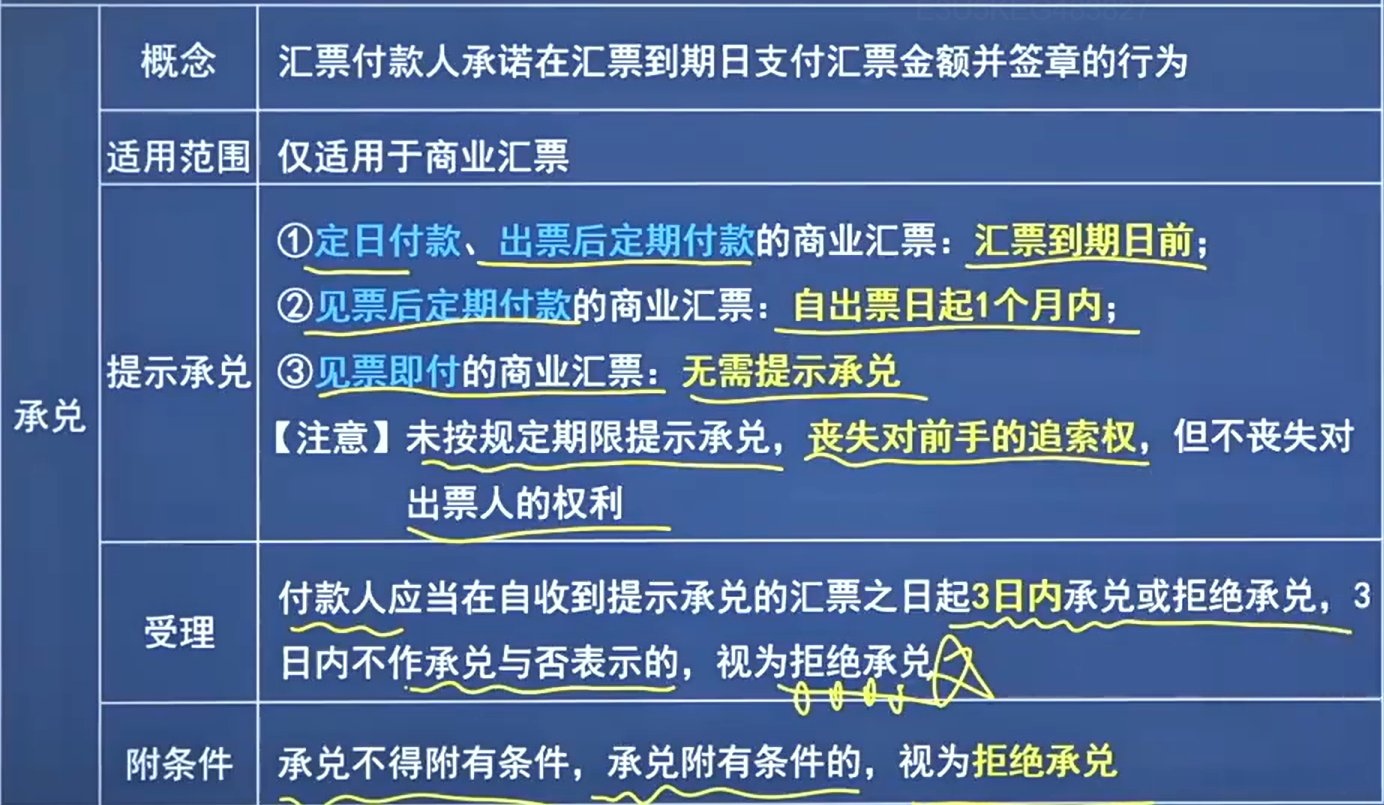 概念
汇票付款人承诺在汇票到期日支付汇票金额并签章的行为
适用范围
仅适用于商业汇票
承兑
提示承兑
①定日付款、出票后定期付款的商业汇票：汇票到期日前；
②见票后定期付款的商业汇票：自出票日起1个月内；
③见票即付的商业汇票：无需提示承兑
【注意】未按规定期限提示承兑，丧失对前手的追索权，但不丧失对
出票人的权利
受理
付款人应当在自收到提示承兑的汇票之日起3日内承兑或拒绝承兑，3
日内不作承兑与否表示的，视为拒绝承兑
附条件
承兑不得附有条件，承兑附有条件的，视为拒绝承兑